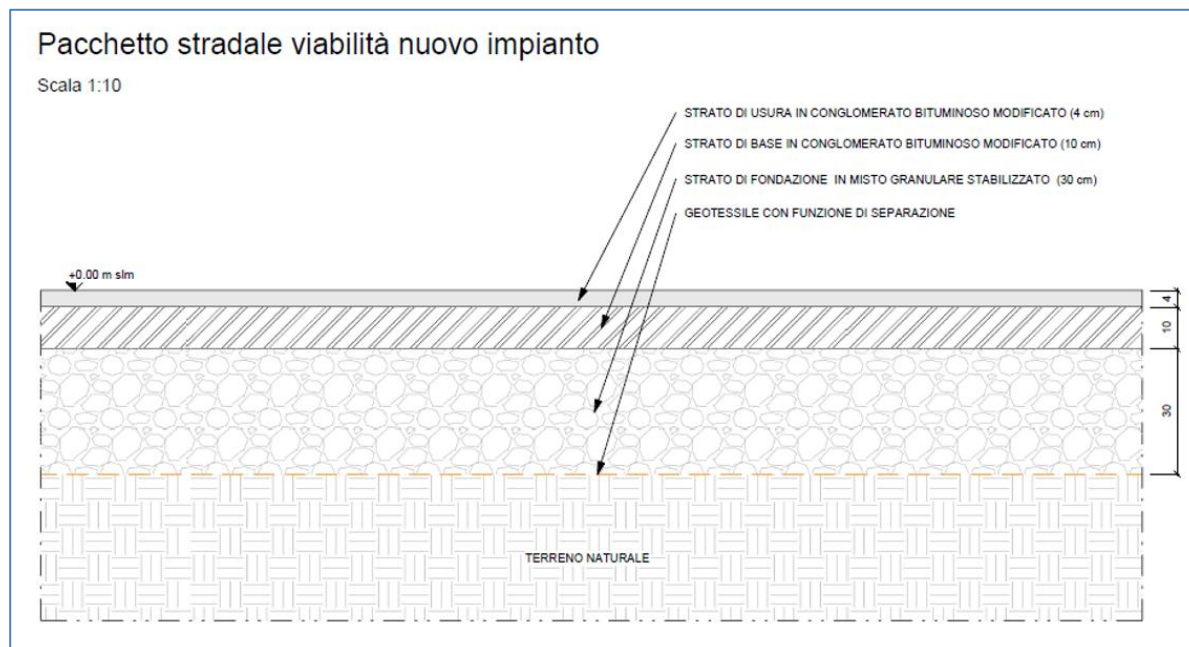 Pacchetto stradale viabilità nuovo impianto
Scala 1:10
STRATO DI USURA IN CONGLOMERATO BITUMINOSO MODIFICATO (4 cm)
STRATO DI BASE IN CONGLOMERATO BITUMINOSO MODIFICATO (10 cm)
STRATO DI FONDAZIONE IN MISTO GRANULARE STABILIZZATO (30 cm)
GEOTESSILE CON FUNZIONE DI SEPARAZIONE
+0.00 m slm
4
10
30
TERRENO NATURALE